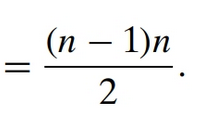 = (n − 1)n / 2 .